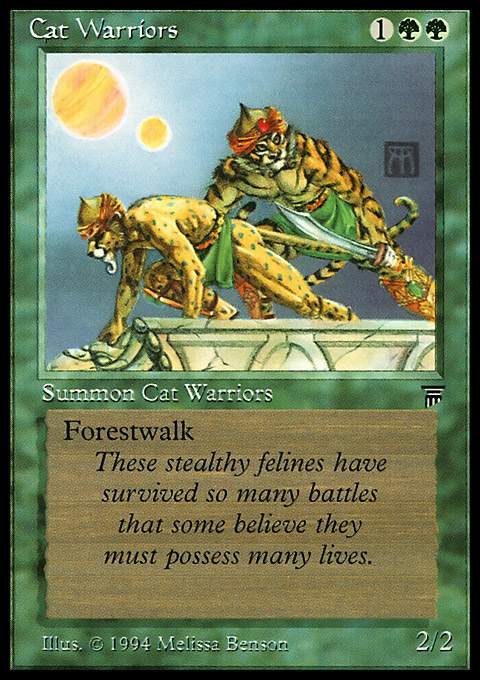 Cat Warriors 1
Summon Cat Warriors
Forestwalk
These stealthy felines have
survived so many battles
that some believe they
must possess many lives.
Illus. © 1994 Melissa Benson 2/2